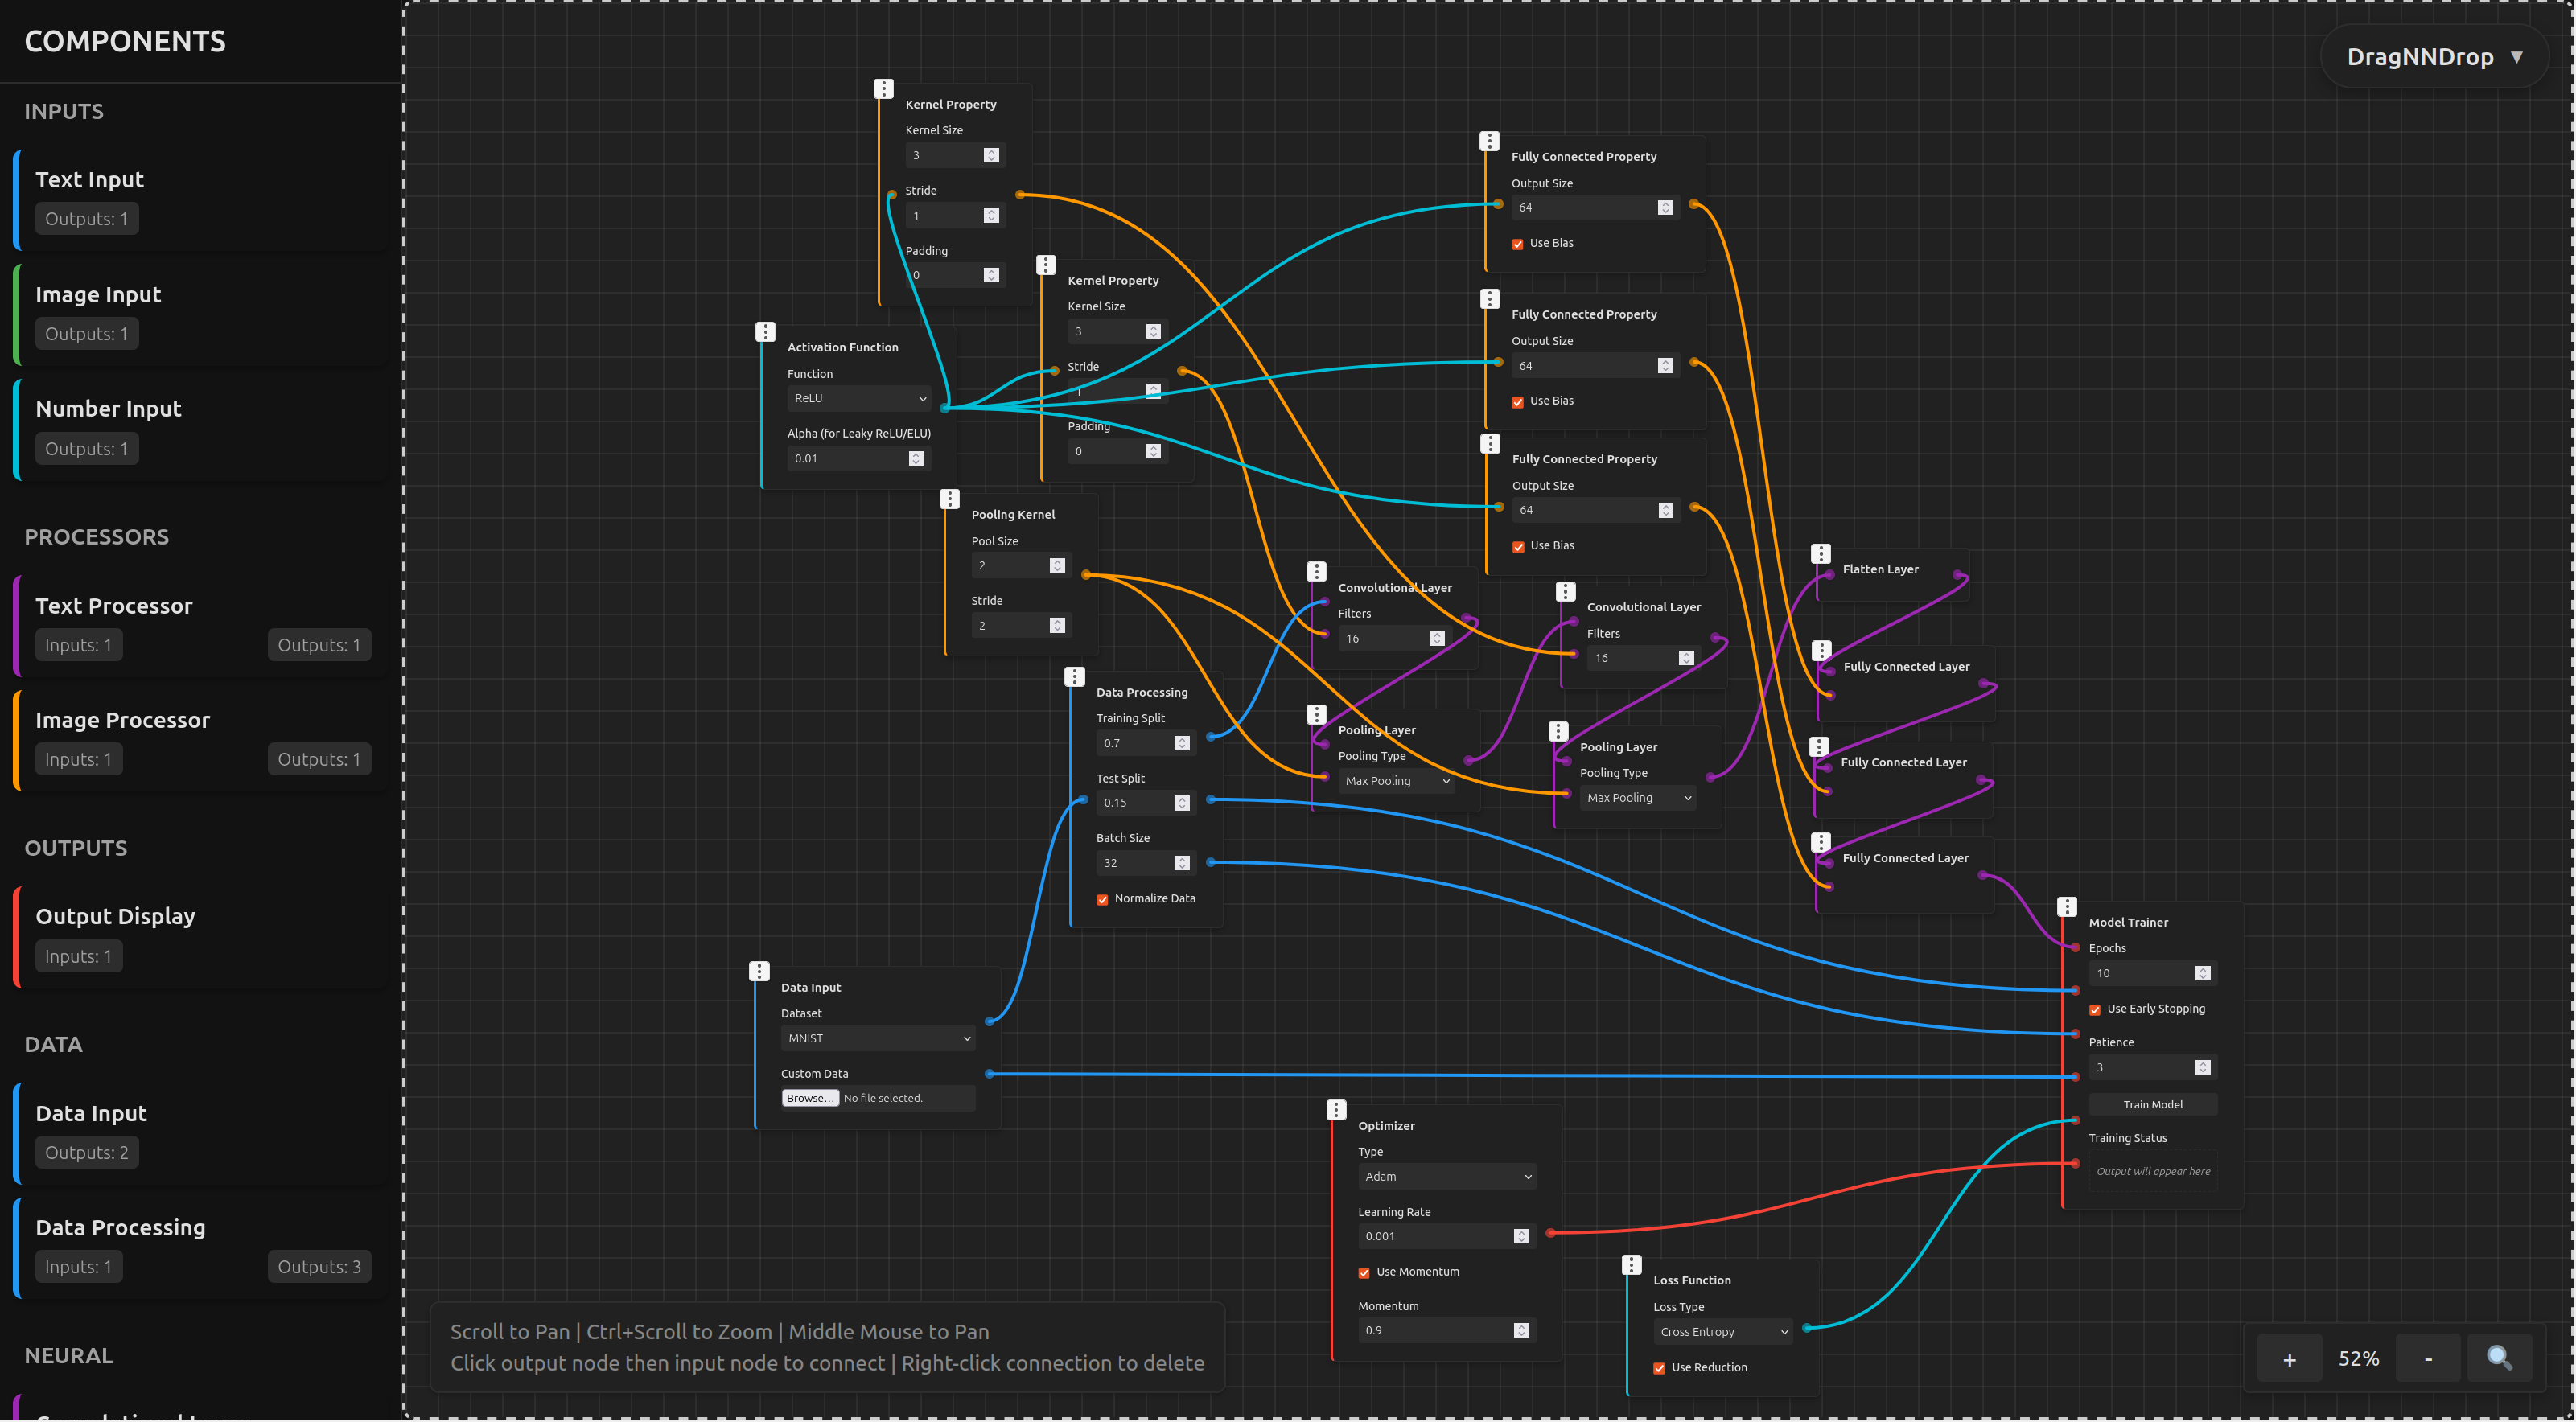 COMPONENTS
INPUTS
Text Input
Outputs: 1
Image Input
Outputs: 1
Number Input
Outputs: 1
PROCESSORS
Text Processor
Inputs: 1 Outputs: 1
Image Processor
Inputs: 1 Outputs: 1
OUTPUTS
Output Display
Inputs: 1
DATA
Data Input
Outputs: 2
Data Processing
Inputs: 1 Outputs: 3
NEURAL
Convolutional Layer
DragNNDrop ▼
Kernel Property
Kernel Size
3
Stride
1
Padding
0
Kernel Property
Kernel Size
3
Stride
1
Padding
0
Activation Function
Function
ReLU
Alpha (for Leaky ReLU/ELU)
0.01
Pooling Kernel
Pool Size
2
Stride
2
Fully Connected Property
Output Size
64
Use Bias
Fully Connected Property
Output Size
64
Use Bias
Fully Connected Property
Output Size
64
Use Bias
Convolutional Layer
Filters
16
Convolutional Layer
Filters
16
Pooling Layer
Pooling Type
Max Pooling
Pooling Layer
Pooling Type
Max Pooling
Flatten Layer
Fully Connected Layer
Fully Connected Layer
Fully Connected Layer
Data Processing
Training Split
0.7
Test Split
0.15
Batch Size
32
Normalize Data
Data Input
Dataset
MNIST
Custom Data
Browse... No file selected.
Model Trainer
Epochs
10
Use Early Stopping
Patience
3
Train Model
Training Status
Output will appear here
Optimizer
Type
Adam
Learning Rate
0.001
Use Momentum
Momentum
0.9
Loss Function
Loss Type
Cross Entropy
Use Reduction
Scroll to Pan | Ctrl+Scroll to Zoom | Middle Mouse to Pan
Click output node then input node to connect | Right-click connection to delete
+ 52% -